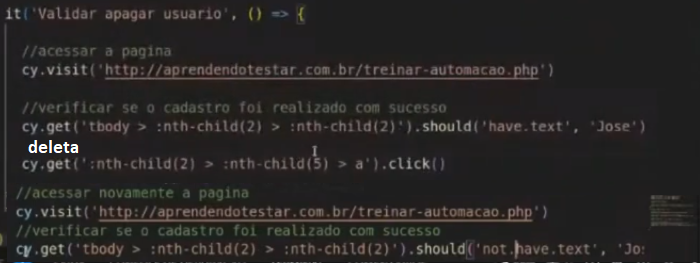 it('Validar apagar usuario', () => {
//acessar a pagina
cy.visit('http://aprendendotestar.com.br/treinar-automacao.php')
//verificar se o cadastro foi realizado com sucesso
cy.get('tbody > :nth-child(2) > :nth-child(2)').should('have.text', 'Jose')
deleta
cy.get(':nth-child(2) > :nth-child(5) > a').click()
//acessar novamente a pagina
cy.visit('http://aprendendotestar.com.br/treinar-automacao.php')
//verificar se o cadastro foi realizado com sucesso
cy.get('tbody > :nth-child(2) > :nth-child(2)').should('not.have.text', 'Jos